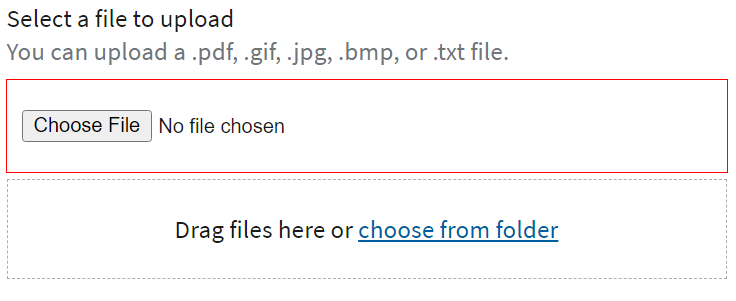 Select a file to upload
You can upload a .pdf, .gif, .jpg, .bmp, or .txt file.
Choose File No file chosen
Drag files here or choose from folder